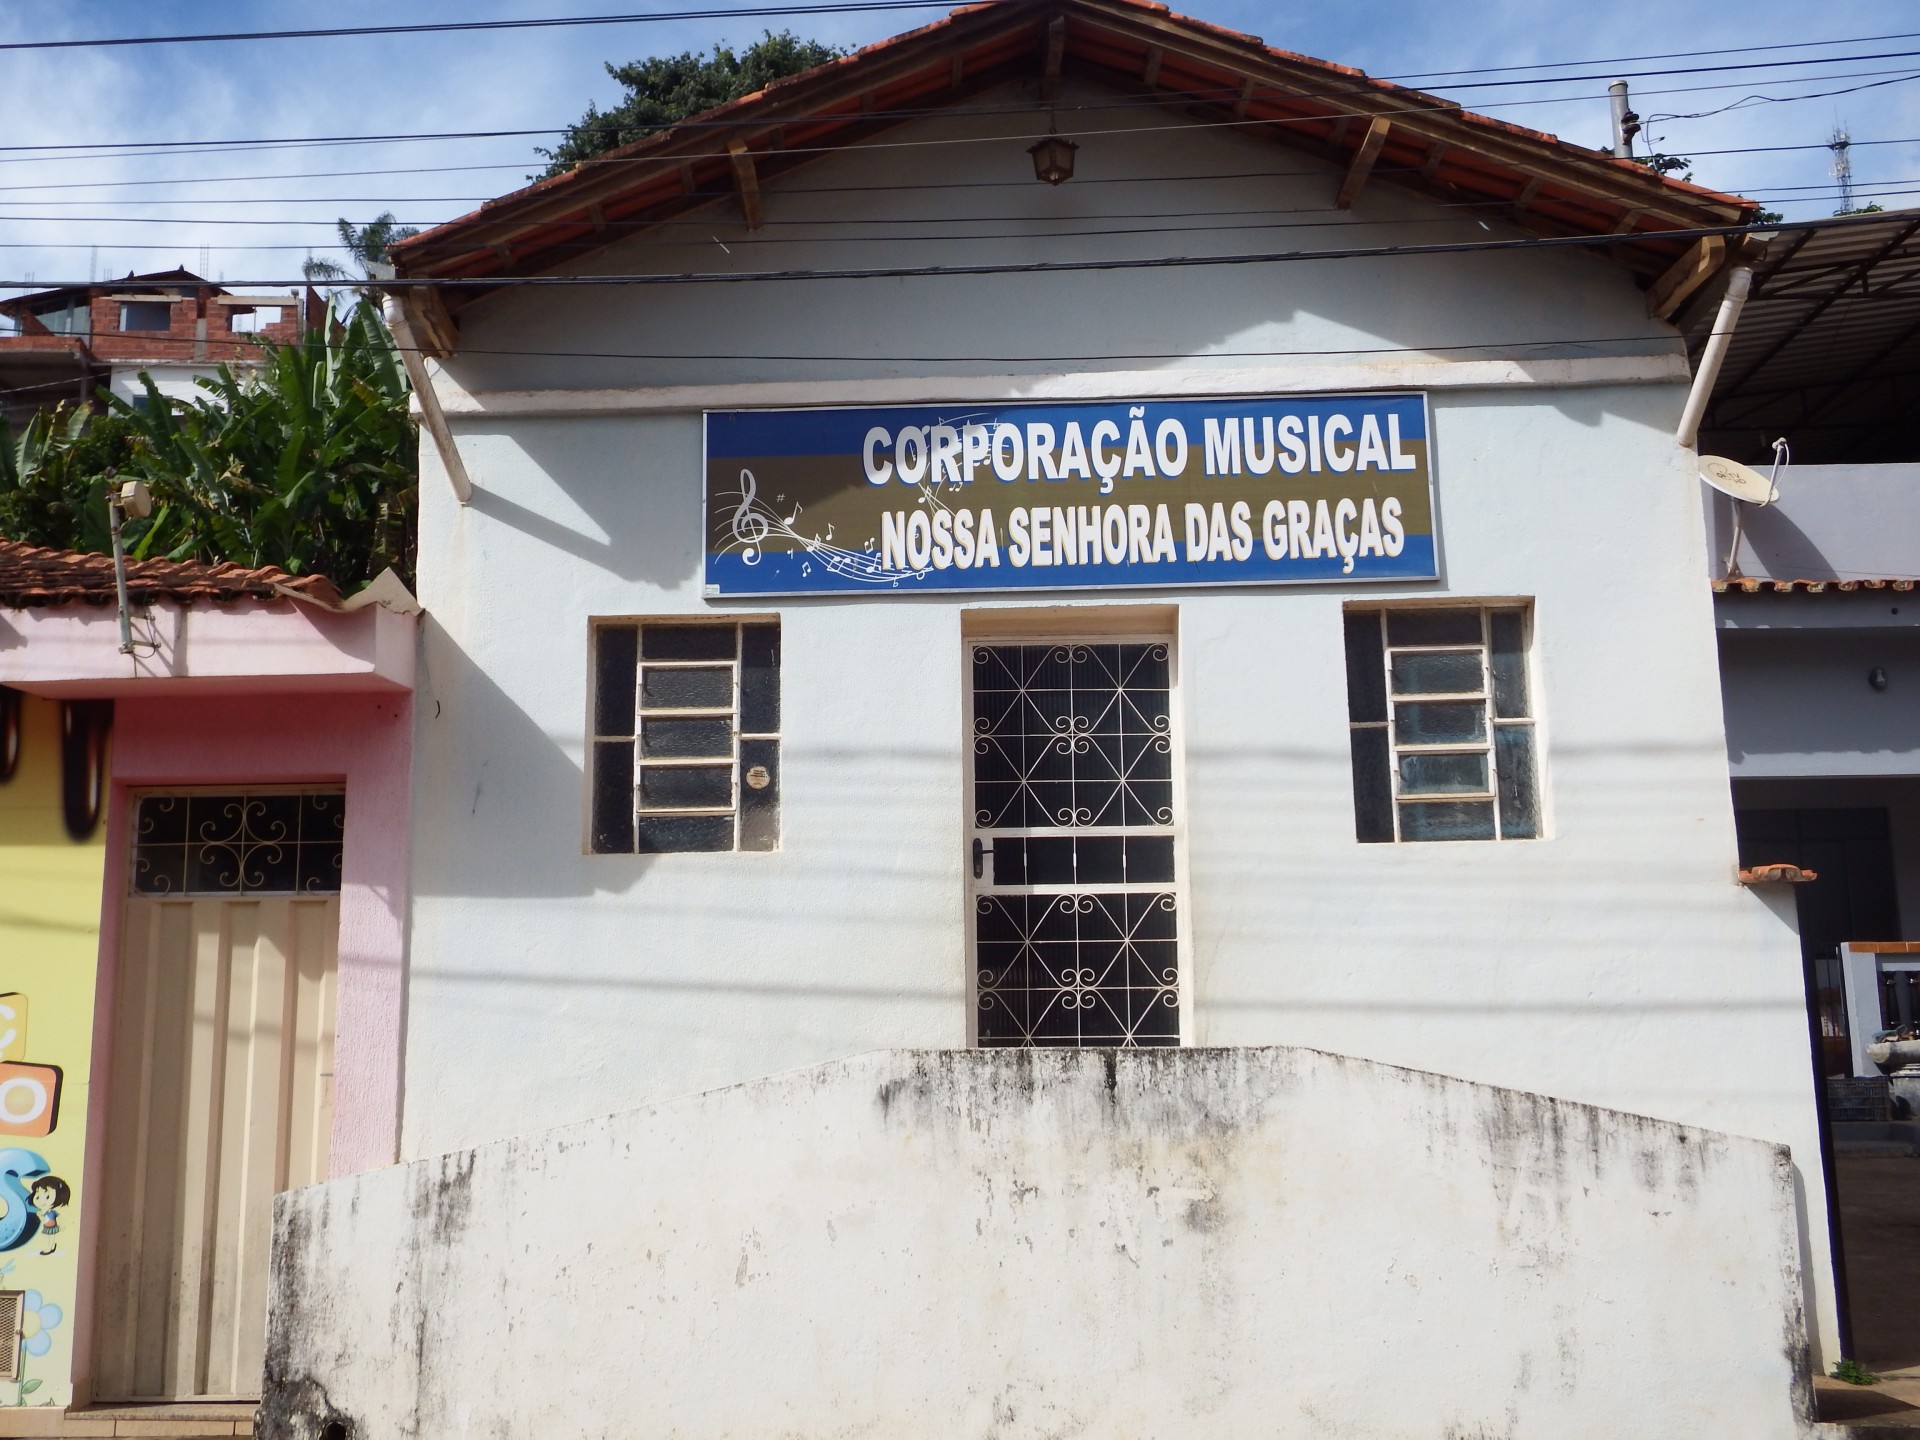 CORPORAÇÃO MUSICAL
NOSSA SENHORA DAS GRAÇAS
C
O
S